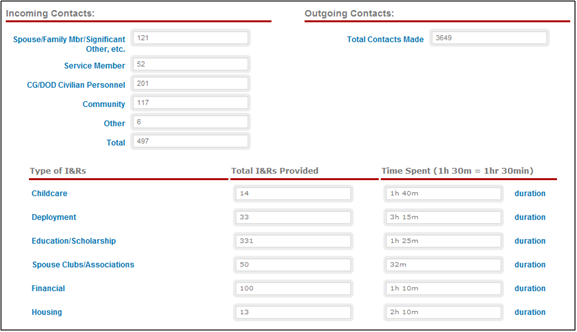 Incoming Contacts:
Outgoing Contacts:
Spouse/Family Mbr/Significant
Other, etc.
121
Total Contacts Made 3649
Service Member 52
CG/DOD Civilian Personnel 201
Community 117
Other 6
Total 497
Type of I&Rs Total I&Rs Provided Time Spent (1h 30m = 1hr 30min)
Childcare 14 1h 40m duration
Deployment 33 3h 15m duration
Education/Scholarship 331 1h 25m duration
Spouse Clubs/Associations 50 32m duration
Financial 100 1h 10m duration
Housing 13 2h 10m duration